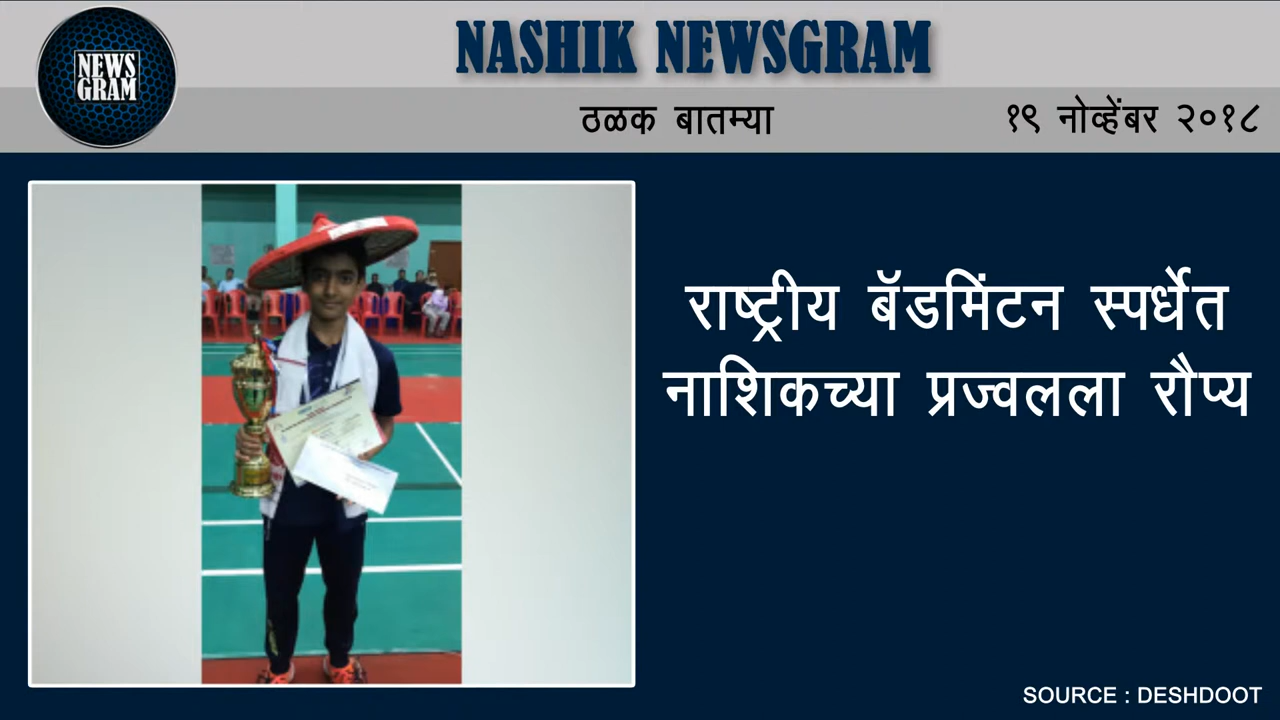 NEWS
GRAM
NASHIK NEWSGRAM
ठळक बातम्या
१९ नोव्हेंबर २०१८
राष्ट्रीय बॅडमिंटन स्पर्धेत
नाशिकच्या प्रज्वलला रौप्य
SOURCE : DESHDOOT